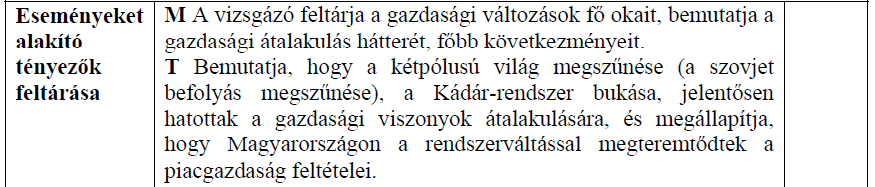 Eseményeket
alakító
tényezők
feltárása
M A vizsgázó feltárja a gazdasági változások fő okait, bemutatja a
gazdasági átalakulás hátterét, főbb következményeit.
T Bemutatja, hogy a kétpólusú világ megszűnése (a szovjet
befolyás megszűnése), a Kádár-rendszer bukása, jelentősen
hatottak a gazdasági viszonyok átalakulására, és megállapítja,
hogy Magyarországon a rendszerváltással megteremtődtek a
piacgazdaság feltételei.